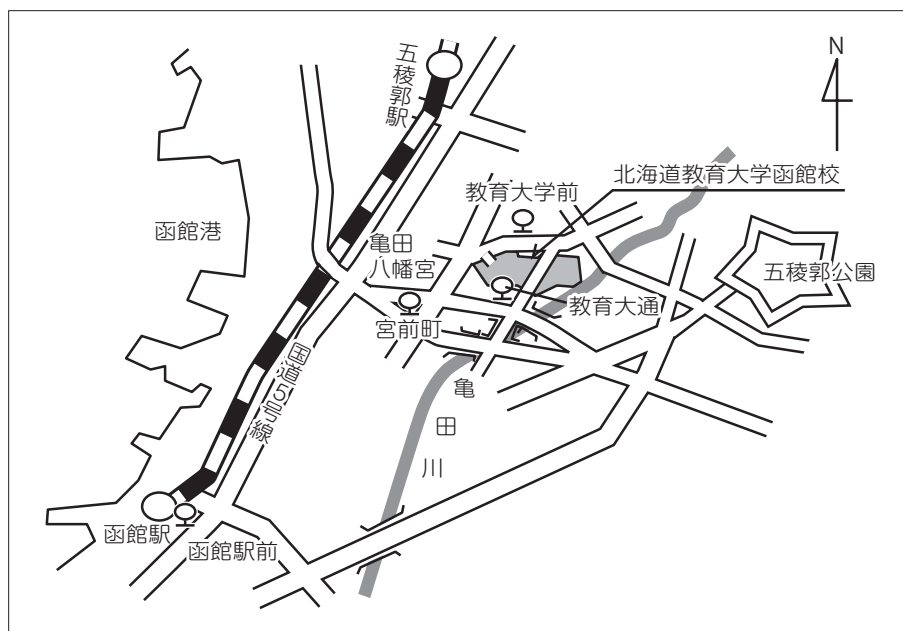 N
五稜郭駅
北海道教育大学函館校
教育大学前
函館港
亀田
八幡宮
五稜郭公園
教育大通
宮前町
国道5号線
亀田川
函館駅
函館駅前